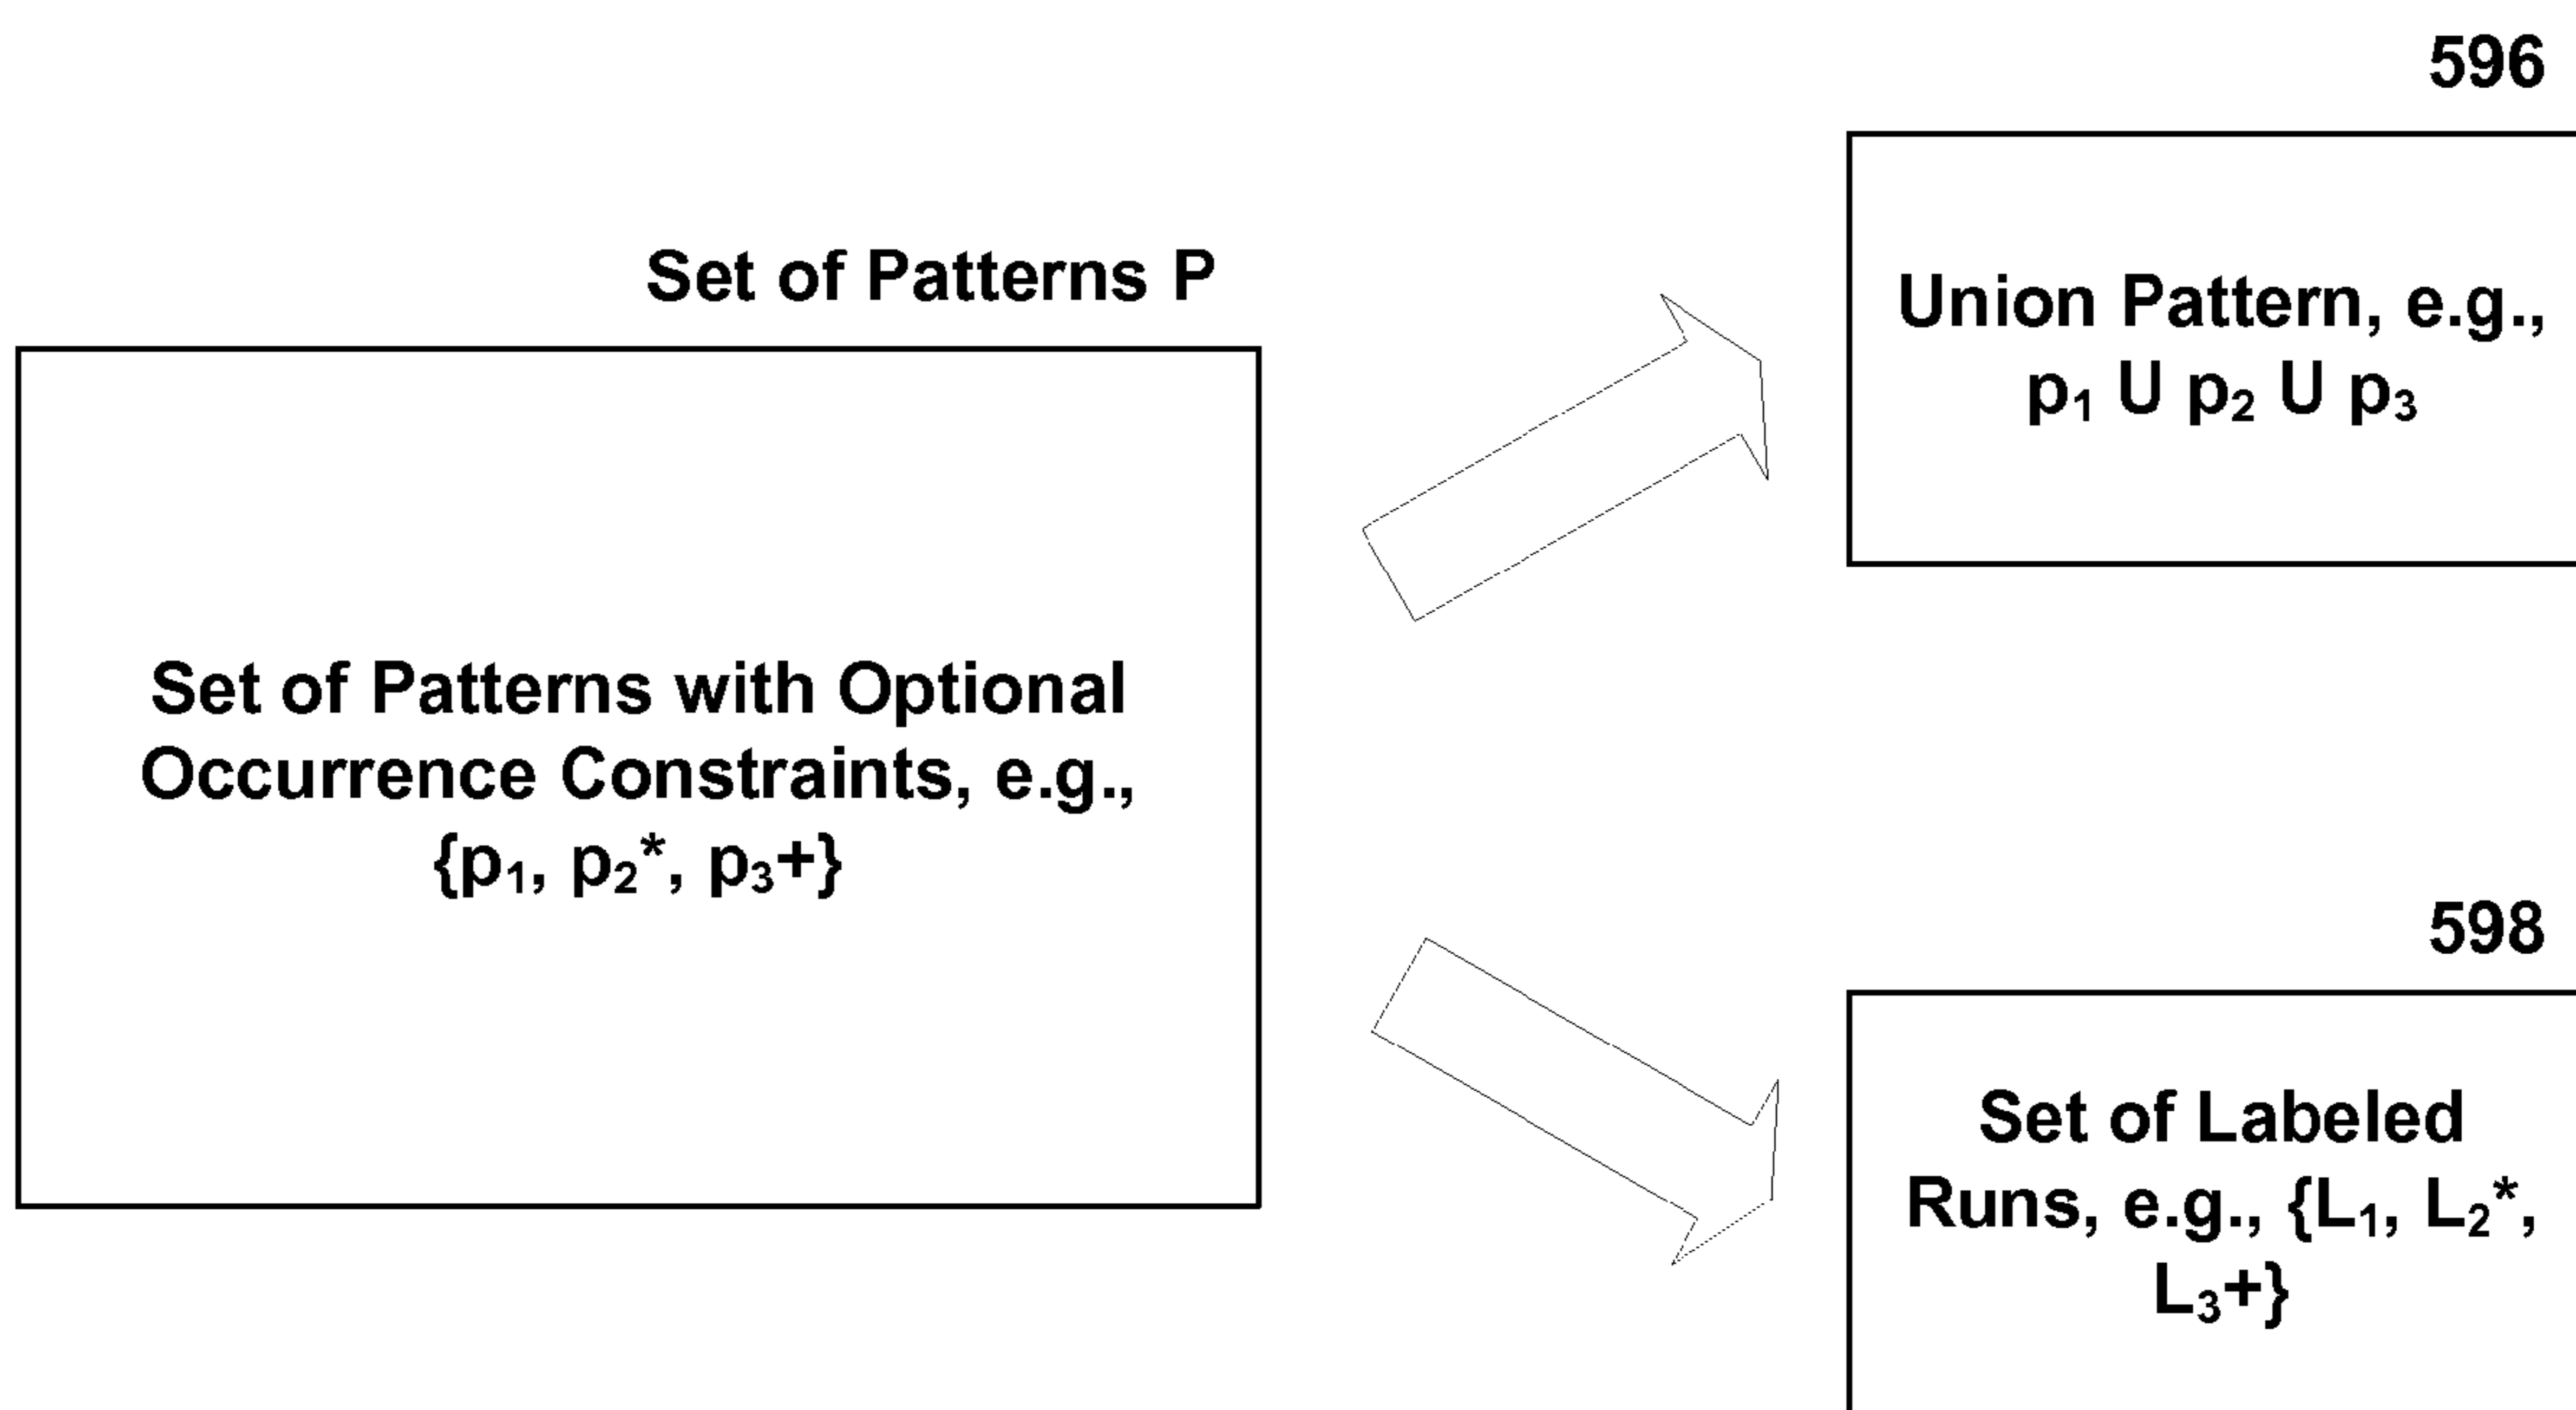 Set of Patterns P
Set of Patterns with Optional
Occurrence Constraints, e.g.,
{p₁, p₂*, p₃+}
596
Union Pattern, e.g.,
p₁ U p₂ U p₃
598
Set of Labeled
Runs, e.g., {L₁, L₂*,
L₃+}